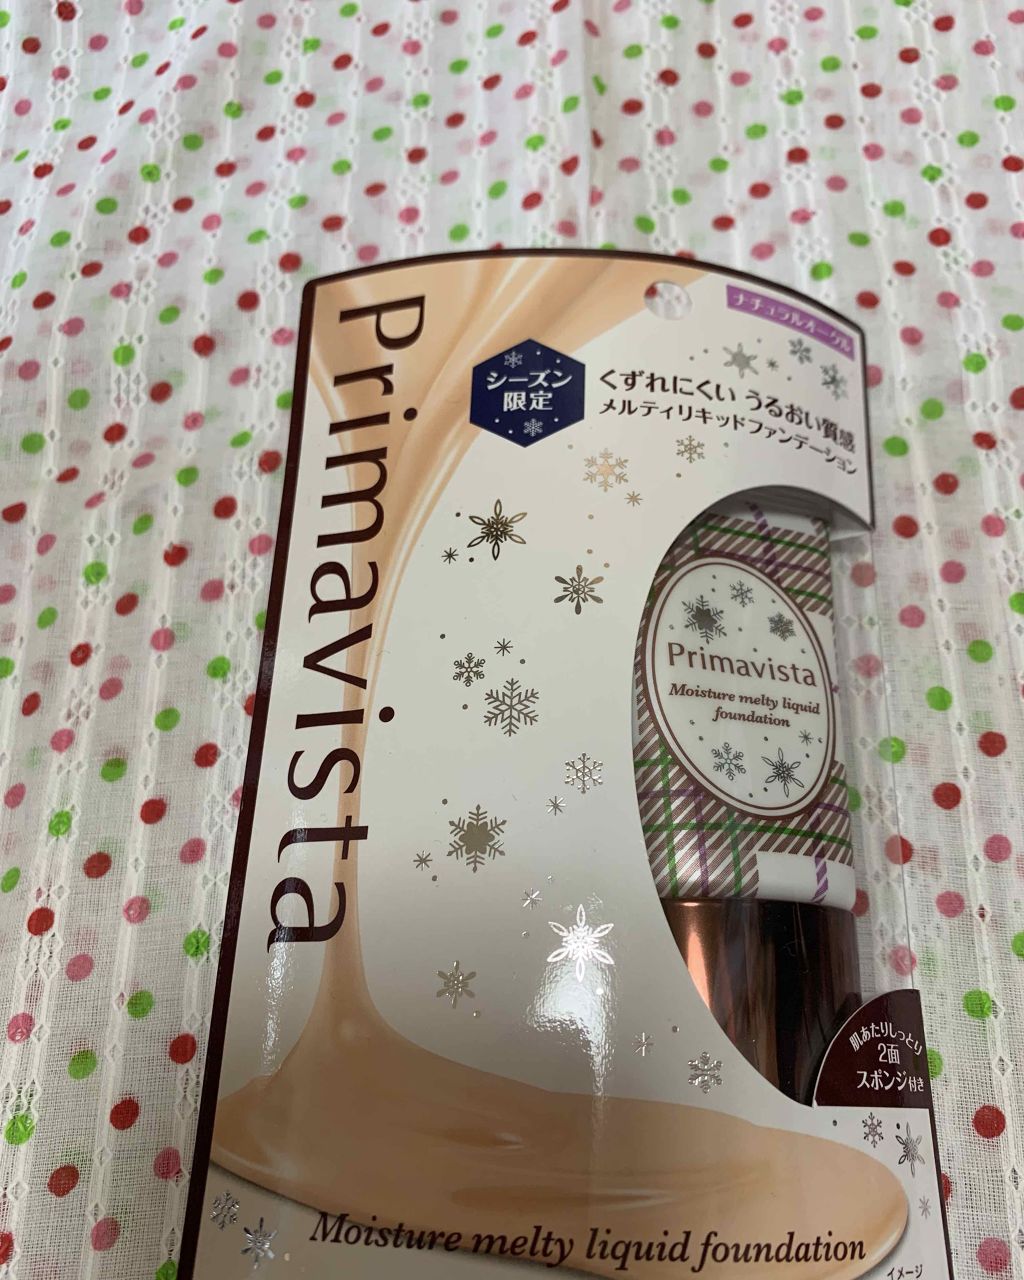 Primavista
ナチュラルオークル
シーズン
限定
くずれにくい うるおい質感
メルティリキッドファンデーション
Primavista
Moisture melty liquid
foundation
肌あたりしっとり
2面
スポンジ付き
Moisture melty liquid foundation
イメージ